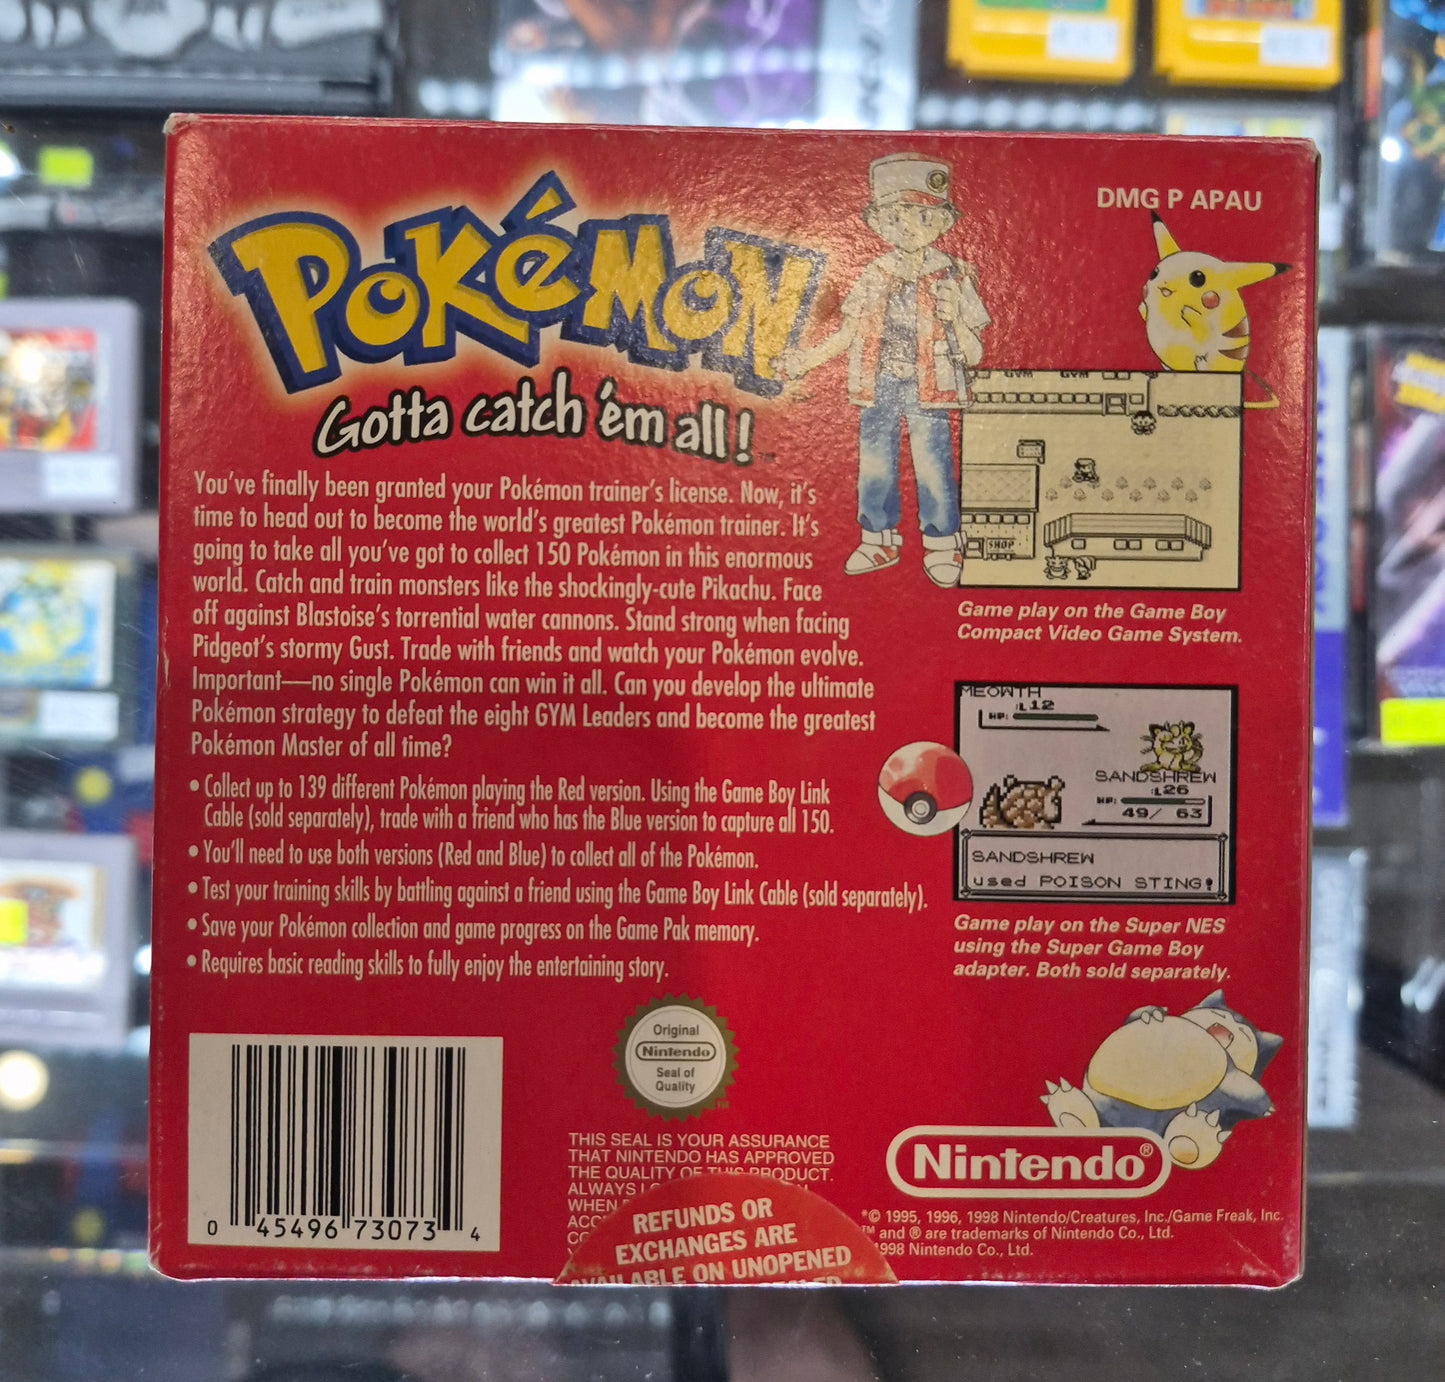 DMG P APAU
POKéMON
Gotta catch 'em all!
You've finally been granted your Pokémon trainer's license. Now, it's
time to head out to become the world's greatest Pokémon trainer. It's
going to take all you've got to collect 150 Pokémon in this enormous
world. Catch and train monsters like the shockingly-cute Pikachu. Face
off against Blastoise's torrential water cannons. Stand strong when facing
Pidgeot's stormy Gust. Trade with friends and watch your Pokémon evolve.
Important—no single Pokémon can win it all. Can you develop the ultimate
Pokémon strategy to defeat the eight GYM Leaders and become the greatest
Pokémon Master of all time?
• Collect up to 139 different Pokémon playing the Red version. Using the Game Boy Link
Cable (sold separately), trade with a friend who has the Blue version to capture all 150.
• You'll need to use both versions (Red and Blue) to collect all of the Pokémon.
• Test your training skills by battling against a friend using the Game Boy Link Cable (sold separately).
• Save your Pokémon collection and game progress on the Game Pak memory.
• Requires basic reading skills to fully enjoy the entertaining story.
GYM GYM
SHOP
Game play on the Game Boy
Compact Video Game System.
MEOWTH
:L12
HP:
SANDSHREW
:L26
HP:
49/ 63
SANDSHREW
used POISON STING!
Game play on the Super NES
using the Super Game Boy
adapter. Both sold separately.
Original
Nintendo
Seal of
Quality
TM
THIS SEAL IS YOUR ASSURANCE
THAT NINTENDO HAS APPROVED
THE QUALITY OF THIS PRODUCT.
ALWAYS
WHEN
REFUNDS OR
EXCHANGES ARE
AVAILABLE ON UNOPENED
0 45496 73073 4
Nintendo®
*© 1995, 1996, 1998 Nintendo/Creatures, Inc./Game Freak, Inc.
TM and ® are trademarks of Nintendo Co., Ltd.
1998 Nintendo Co., Ltd.